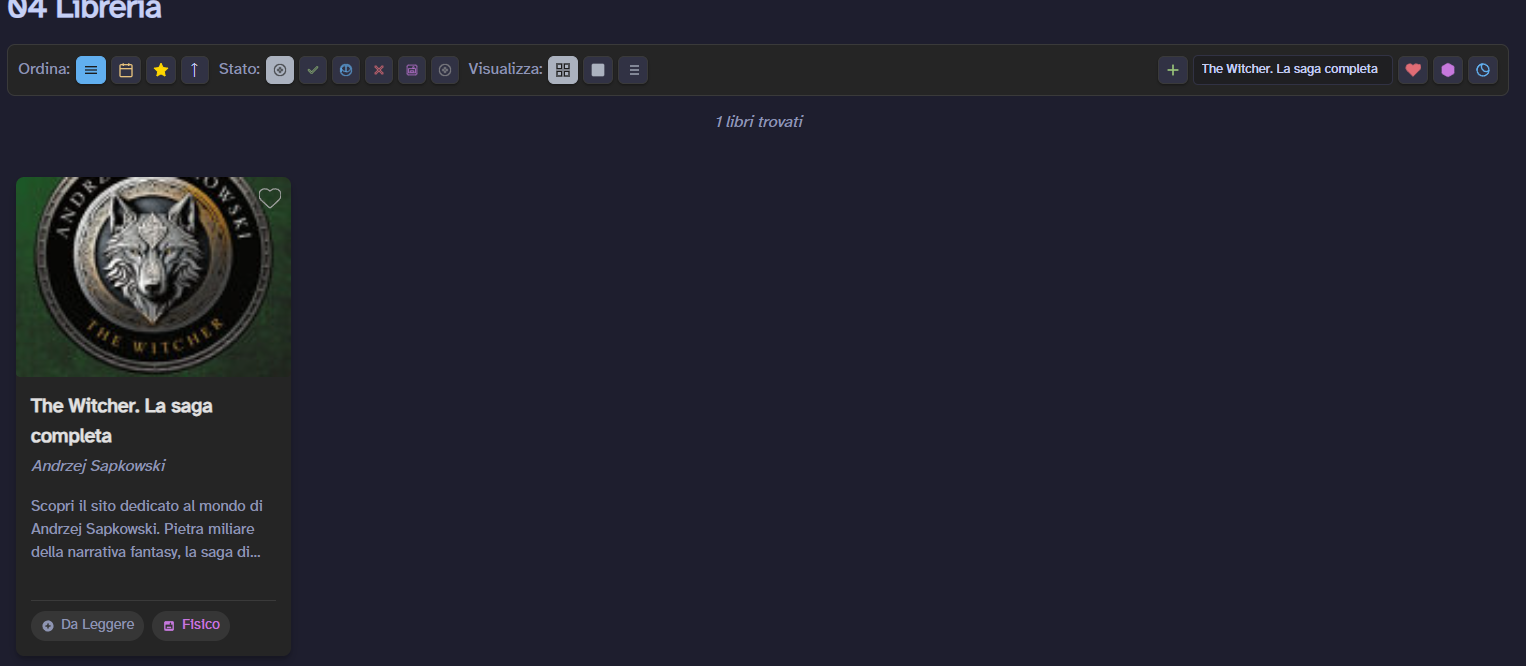 04 Libreria
Ordina: Stato: Visualizza: The Witcher. La saga completa
1 libri trovati
THE WITCHER
The Witcher. La saga
completa
Andrzej Sapkowski
Scopri il sito dedicato al mondo di
Andrzej Sapkowski. Pietra miliare
della narrativa fantasy, la saga di...
Da Leggere Fisico